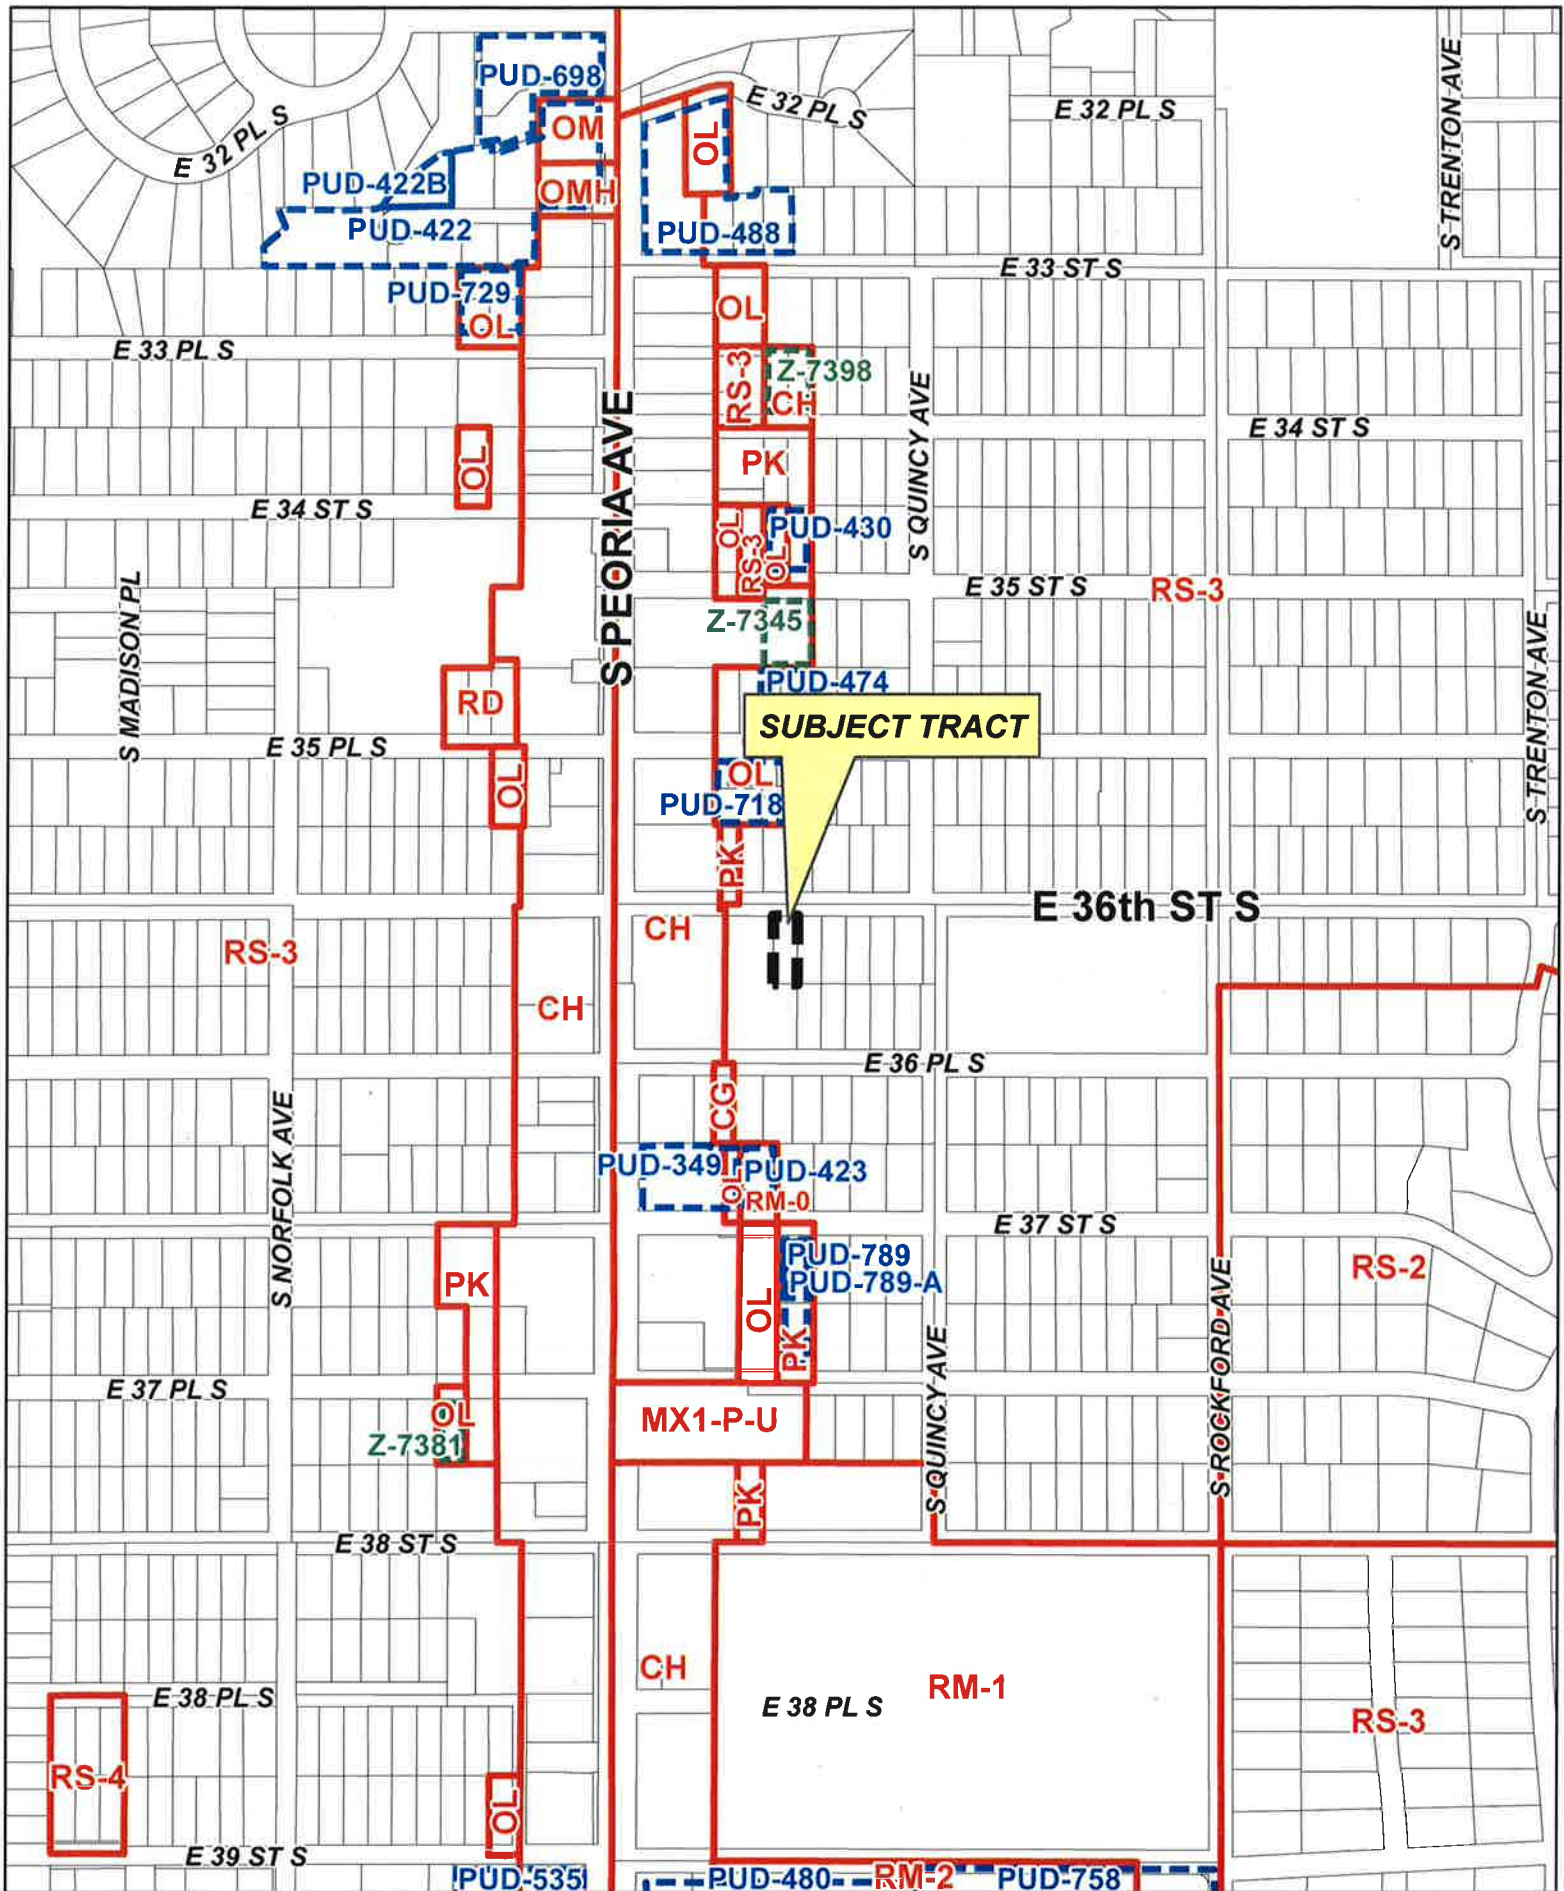 PUD-698
E 32 PL S
E 32 PL S
E 32 PL S
S TRENTON AVE
OM
OL
PUD-422B
OMH
PUD-422
PUD-488
E 33 ST S
PUD-729
OL
OL
E 33 PL S
RS-3
Z-7398
CH
S PEORIA AVE
S QUINCY AVE
E 34 ST S
OL
PK
E 34 ST S
OL
RS-3
OL
PUD-430
S MADISON PL
E 35 ST S
RS-3
Z-7345
S TRENTON AVE
RD
PUD-474
SUBJECT TRACT
E 35 PL S
OL
OL
PUD-718
PK
E 36th ST S
RS-3
CH
CH
E 36 PL S
CG
S NORFOLK AVE
PUD-349
OL
PUD-423
RM-0
E 37 ST S
PK
PUD-789
PUD-789-A
RS-2
OL
PK
S QUINCY AVE
S ROCKFORD AVE
E 37 PL S
OL
Z-7381
MX1-P-U
PK
E 38 ST S
CH
RM-1
E 38 PL S
E 38 PL S
RS-3
RS-4
OL
E 39 ST S
PUD-535
PUD-480
RM-2
PUD-758